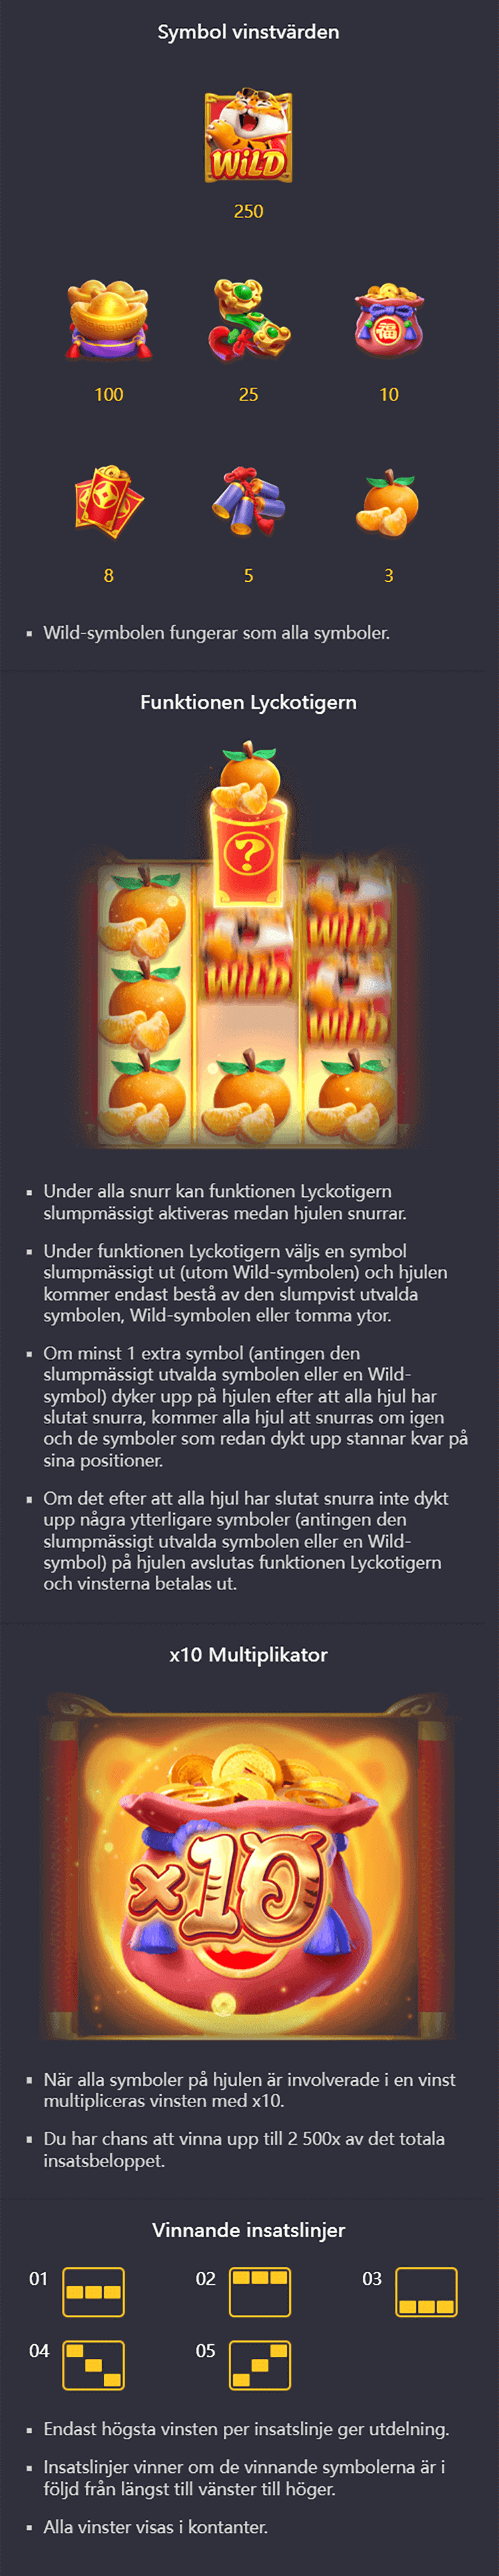 Symbol vinstvärden
WiLD
250
100
25
10
福
8
5
3
▪ Wild-symbolen fungerar som alla symboler.
Funktionen Lyckotigern
?
WILD
WILD
WILD
▪ Under alla snurr kan funktionen Lyckotigern
slumpmässigt aktiveras medan hjulen snurrar.
▪ Under funktionen Lyckotigern väljs en symbol
slumpmässigt ut (utom Wild-symbolen) och hjulen
kommer endast bestå av den slumpvist utvalda
symbolen, Wild-symbolen eller tomma ytor.
▪ Om minst 1 extra symbol (antingen den
slumpmässigt utvalda symbolen eller en Wild-
symbol) dyker upp på hjulen efter att alla hjul har
slutat snurra, kommer alla hjul att snurras om igen
och de symboler som redan dykt upp stannar kvar på
sina positioner.
▪ Om det efter att alla hjul har slutat snurra inte dykt
upp några ytterligare symboler (antingen den
slumpmässigt utvalda symbolen eller en Wild-
symbol) på hjulen avslutas funktionen Lyckotigern
och vinsterna betalas ut.
x10 Multiplikator
x10
▪ När alla symboler på hjulen är involverade i en vinst
multipliceras vinsten med x10.
▪ Du har chans att vinna upp till 2 500x av det totala
insatsbeloppet.
Vinnande insatslinjer
01
02
03
04
05
▪ Endast högsta vinsten per insatslinje ger utdelning.
▪ Insatslinjer vinner om de vinnande symbolerna är i
följd från längst till vänster till höger.
▪ Alla vinster visas i kontanter.